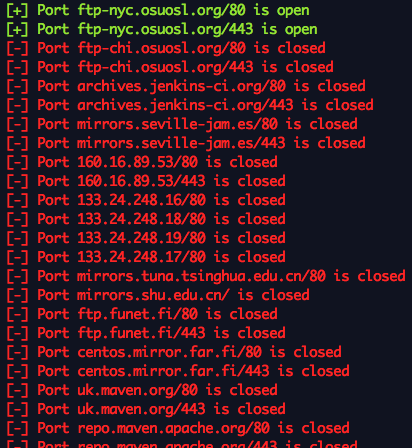 [+] Port ftp-nyc.osuosl.org/80 is open
[+] Port ftp-nyc.osuosl.org/443 is open
[-] Port ftp-chi.osuosl.org/80 is closed
[-] Port ftp-chi.osuosl.org/443 is closed
[-] Port archives.jenkins-ci.org/80 is closed
[-] Port archives.jenkins-ci.org/443 is closed
[-] Port mirrors.seville-jam.es/80 is closed
[-] Port mirrors.seville-jam.es/443 is closed
[-] Port 160.16.89.53/80 is closed
[-] Port 160.16.89.53/443 is closed
[-] Port 133.24.248.16/80 is closed
[-] Port 133.24.248.18/80 is closed
[-] Port 133.24.248.19/80 is closed
[-] Port 133.24.248.17/80 is closed
[-] Port mirrors.tuna.tsinghua.edu.cn/80 is closed
[-] Port mirrors.shu.edu.cn/ is closed
[-] Port ftp.funet.fi/80 is closed
[-] Port ftp.funet.fi/443 is closed
[-] Port centos.mirror.far.fi/80 is closed
[-] Port centos.mirror.far.fi/443 is closed
[-] Port uk.maven.org/80 is closed
[-] Port uk.maven.org/443 is closed
[-] Port repo.maven.apache.org/80 is closed
[-] Port repo.maven.apache.org/443 is closed